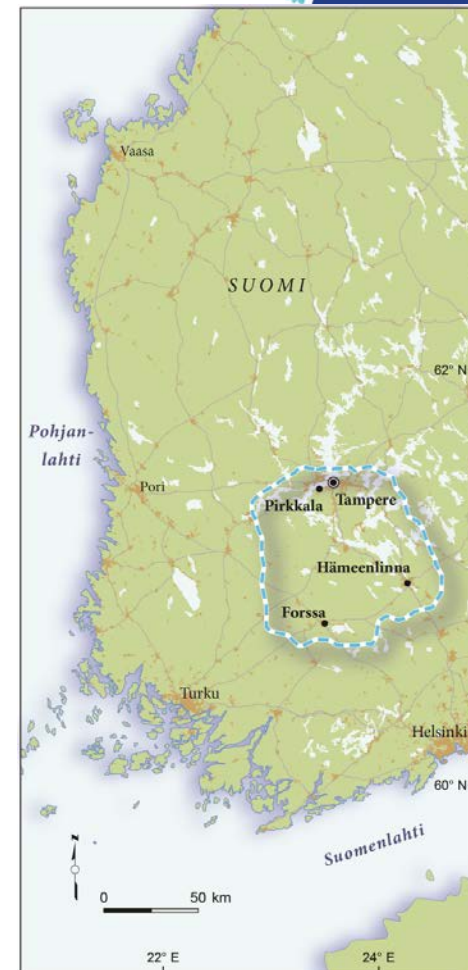 Vaasa
SUOMI
62° N
Pohjan-
lahti
Pori
Pirkkala
Tampere
Hämeenlinna
Forssa
Turku
Helsinki
60° N
Suomenlahti
N
0 50 km
22° E 24° E